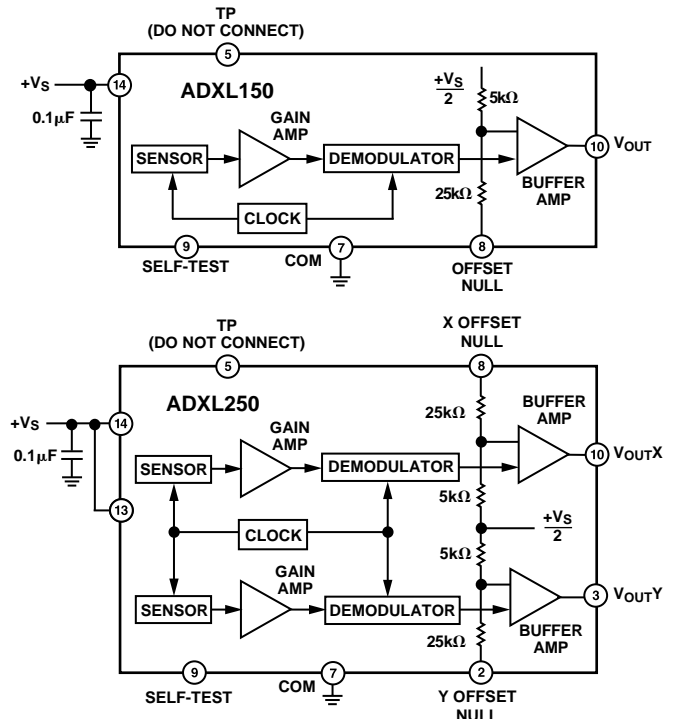 TP
(DO NOT CONNECT)
5
+VS
14
ADXL150
+VS
2
5kΩ
0.1µF
GAIN
AMP
SENSOR
DEMODULATOR
10
VOUT
25kΩ
BUFFER
AMP
CLOCK
9
7
8
SELF-TEST
COM
OFFSET
NULL
X OFFSET
NULL
TP
(DO NOT CONNECT)
5
8
+VS
14
ADXL250
25kΩ
BUFFER
AMP
0.1µF
GAIN
AMP
SENSOR
DEMODULATOR
10
VOUTX
5kΩ
13
CLOCK
+VS
2
5kΩ
GAIN
AMP
SENSOR
DEMODULATOR
3
VOUTY
25kΩ
BUFFER
AMP
9
7
2
SELF-TEST
COM
Y OFFSET
NULL